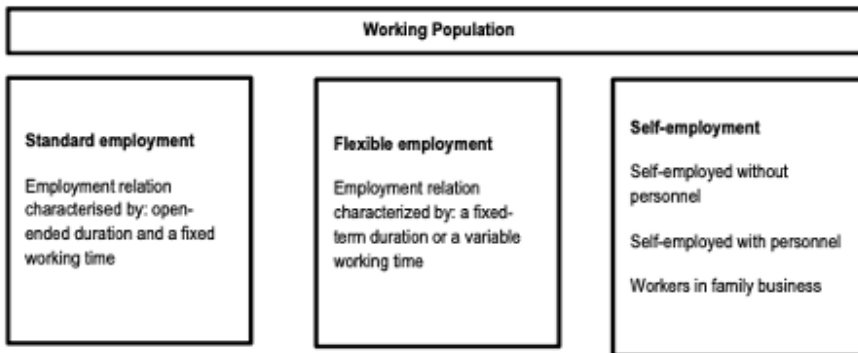 Working Population
Standard employment
Employment relation
characterised by: open-
ended duration and a fixed
working time
Flexible employment
Employment relation
characterized by: a fixed-
term duration or a variable
working time
Self-employment
Self-employed without
personnel
Self-employed with personnel
Workers in family business